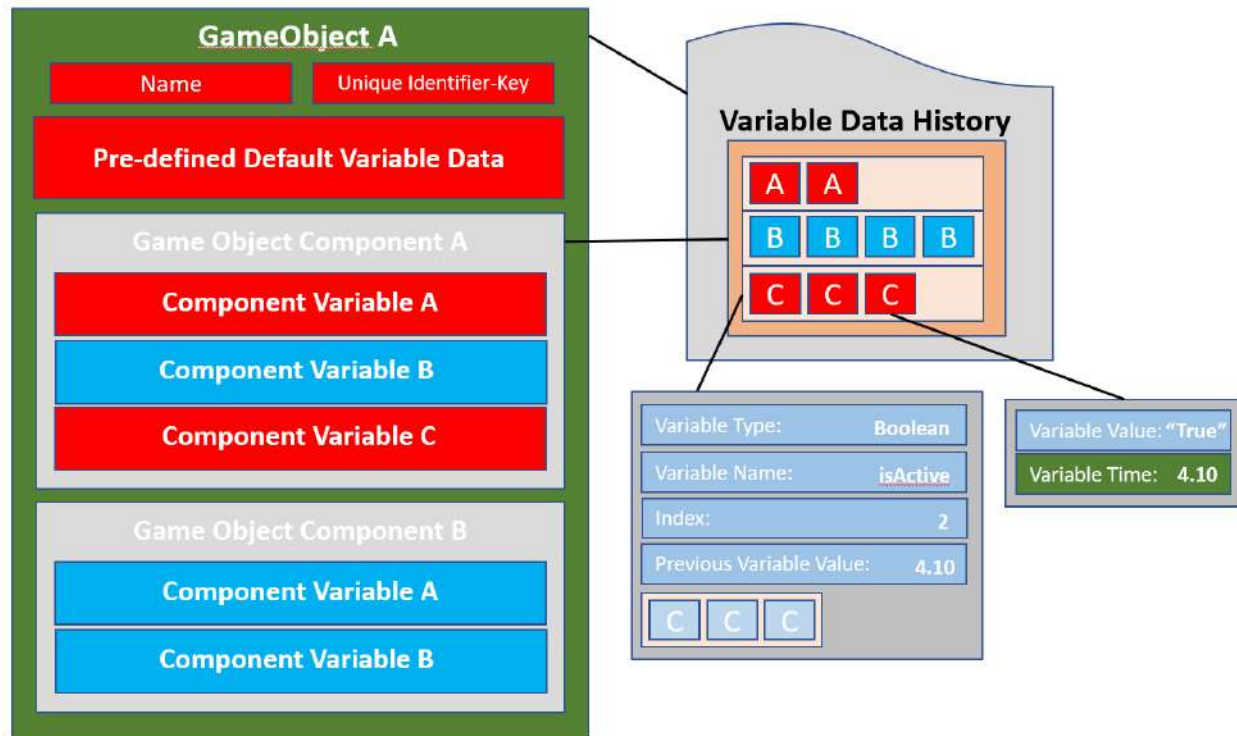 GameObject A
Name
Unique Identifier-Key
Pre-defined Default Variable Data
Game Object Component A
Component Variable A
Component Variable B
Component Variable C
Game Object Component B
Component Variable A
Component Variable B
Variable Data History
A A
B B B B
C C C
Variable Type: Boolean
Variable Name: isActive
Index: 2
Previous Variable Value: 4.10
C C C
Variable Value: “True”
Variable Time: 4.10